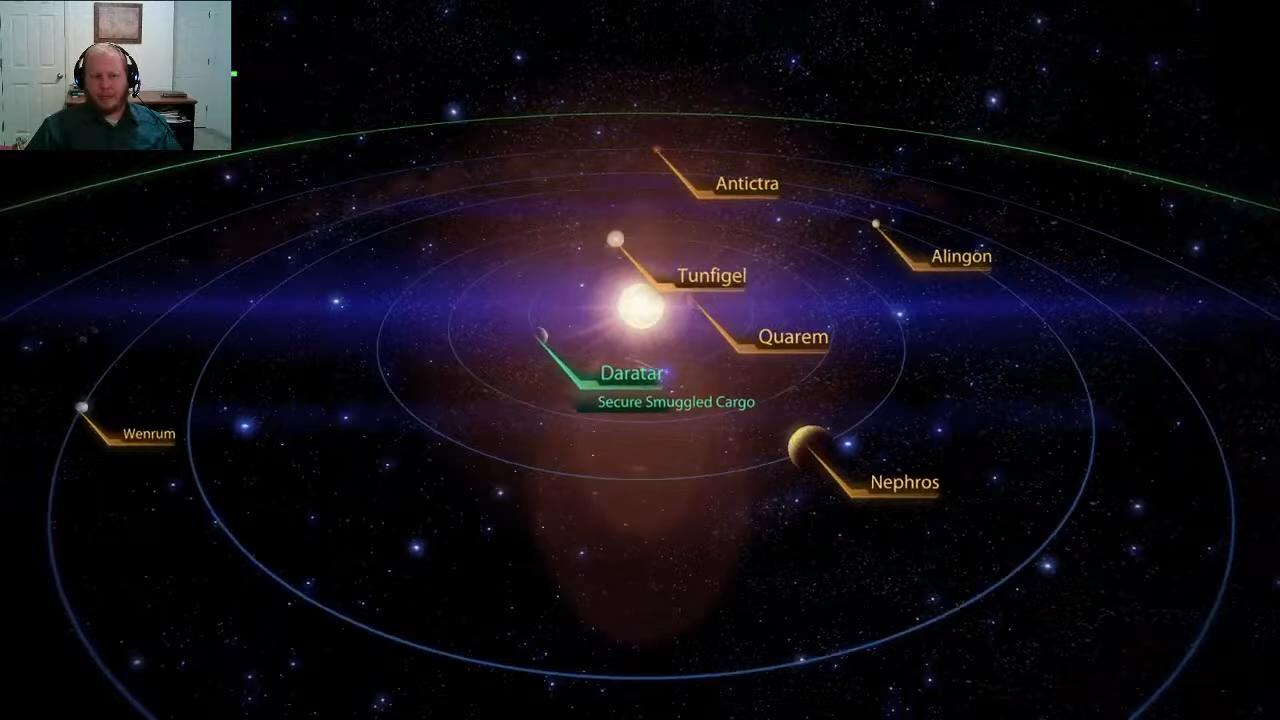 Antictra
Alingon
Tunfigel
Quarem
Daratar
Secure Smuggled Cargo
Wenrum
Nephros